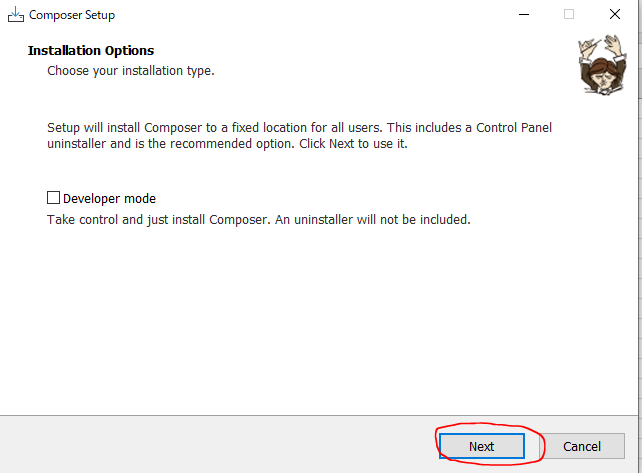 Composer Setup
Installation Options
Choose your installation type.
Setup will install Composer to a fixed location for all users. This includes a Control Panel
uninstaller and is the recommended option. Click Next to use it.
Developer mode
Take control and just install Composer. An uninstaller will not be included.
Next
Cancel